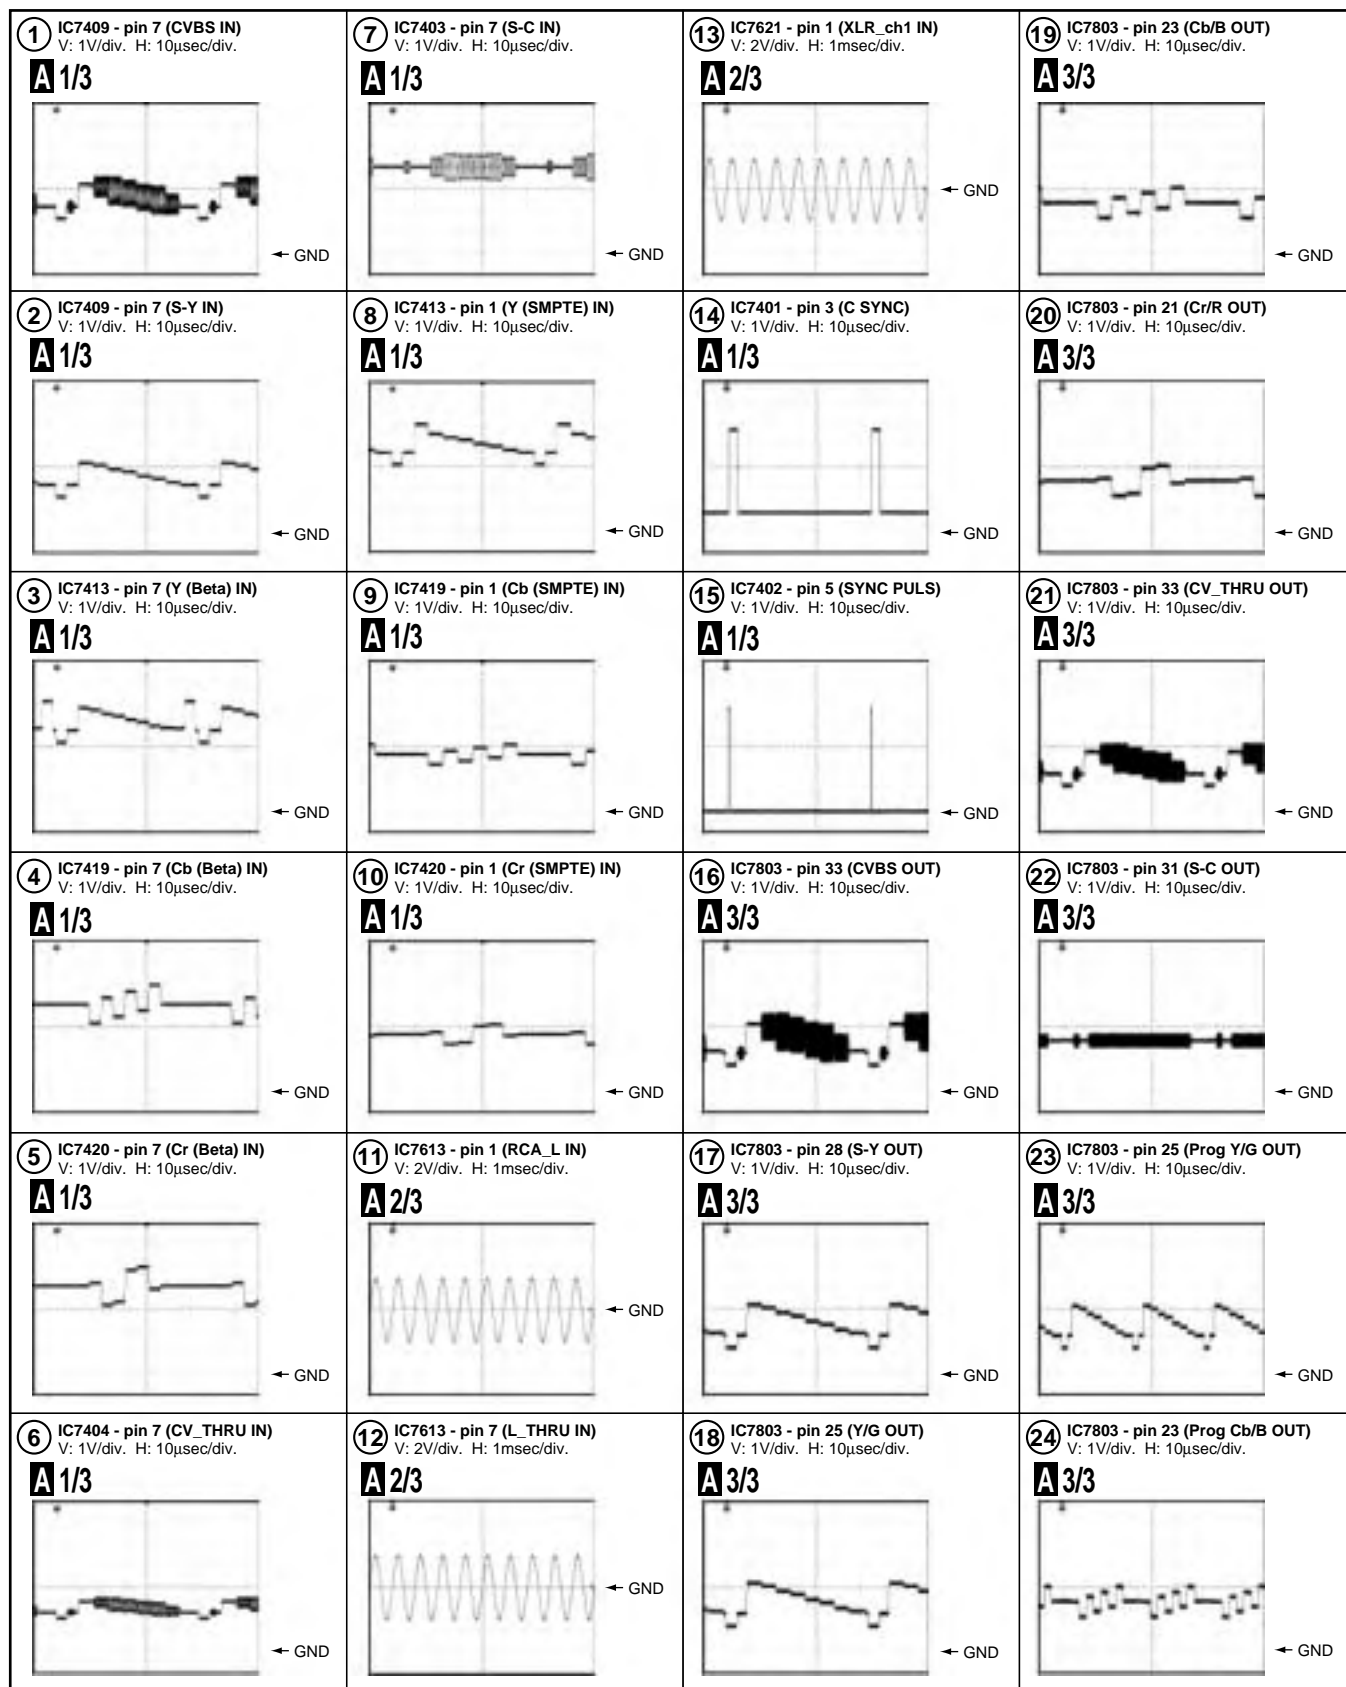 1 IC7409 - pin 7 (CVBS IN)
V: 1V/div. H: 10µsec/div.
A 1/3
GND
2 IC7409 - pin 7 (S-Y IN)
V: 1V/div. H: 10µsec/div.
A 1/3
GND
3 IC7413 - pin 7 (Y (Beta) IN)
V: 1V/div. H: 10µsec/div.
A 1/3
GND
4 IC7419 - pin 7 (Cb (Beta) IN)
V: 1V/div. H: 10µsec/div.
A 1/3
GND
5 IC7420 - pin 7 (Cr (Beta) IN)
V: 1V/div. H: 10µsec/div.
A 1/3
GND
6 IC7404 - pin 7 (CV_THRU IN)
V: 1V/div. H: 10µsec/div.
A 1/3
GND
7 IC7403 - pin 7 (S-C IN)
V: 1V/div. H: 10µsec/div.
A 1/3
GND
8 IC7413 - pin 1 (Y (SMPTE) IN)
V: 1V/div. H: 10µsec/div.
A 1/3
GND
9 IC7419 - pin 1 (Cb (SMPTE) IN)
V: 1V/div. H: 10µsec/div.
A 1/3
GND
10 IC7420 - pin 1 (Cr (SMPTE) IN)
V: 1V/div. H: 10µsec/div.
A 1/3
GND
11 IC7613 - pin 1 (RCA_L IN)
V: 2V/div. H: 1msec/div.
A 2/3
GND
12 IC7613 - pin 7 (L_THRU IN)
V: 2V/div. H: 1msec/div.
A 2/3
GND
13 IC7621 - pin 1 (XLR_ch1 IN)
V: 2V/div. H: 1msec/div.
A 2/3
GND
14 IC7401 - pin 3 (C SYNC)
V: 1V/div. H: 10µsec/div.
A 1/3
GND
15 IC7402 - pin 5 (SYNC PULS)
V: 1V/div. H: 10µsec/div.
A 1/3
GND
16 IC7803 - pin 33 (CVBS OUT)
V: 1V/div. H: 10µsec/div.
A 3/3
GND
17 IC7803 - pin 28 (S-Y OUT)
V: 1V/div. H: 10µsec/div.
A 3/3
GND
18 IC7803 - pin 25 (Y/G OUT)
V: 1V/div. H: 10µsec/div.
A 3/3
GND
19 IC7803 - pin 23 (Cb/B OUT)
V: 1V/div. H: 10µsec/div.
A 3/3
GND
20 IC7803 - pin 21 (Cr/R OUT)
V: 1V/div. H: 10µsec/div.
A 3/3
GND
21 IC7803 - pin 33 (CV_THRU OUT)
V: 1V/div. H: 10µsec/div.
A 3/3
GND
22 IC7803 - pin 31 (S-C OUT)
V: 1V/div. H: 10µsec/div.
A 3/3
GND
23 IC7803 - pin 25 (Prog Y/G OUT)
V: 1V/div. H: 10µsec/div.
A 3/3
GND
24 IC7803 - pin 23 (Prog Cb/B OUT)
V: 1V/div. H: 10µsec/div.
A 3/3
GND